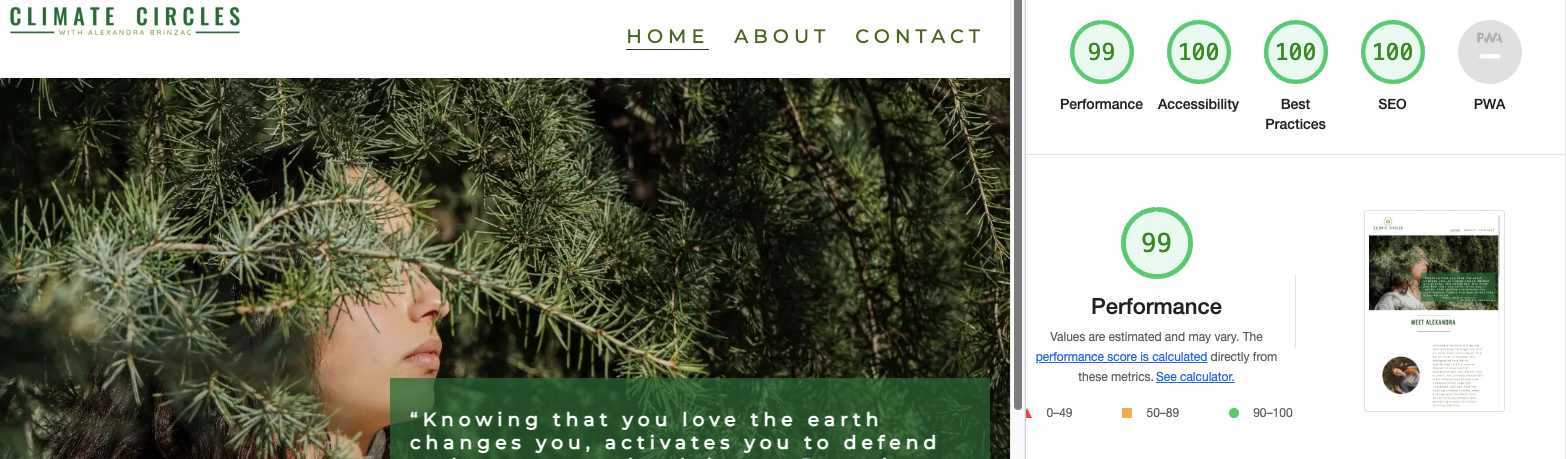 CLIMATE CIRCLES
WITH ALEXANDRA BRINZAC
HOME ABOUT CONTACT
“Knowing that you love the earth
changes you, activates you to defend
99 100 100 100 PWA
Performance Accessibility Best Practices SEO PWA
99
Performance
Values are estimated and may vary. The
performance score is calculated directly from
these metrics. See calculator.
0–49 50–89 90–100
CLIMATE CIRCLES
MEET ALEXANDRA